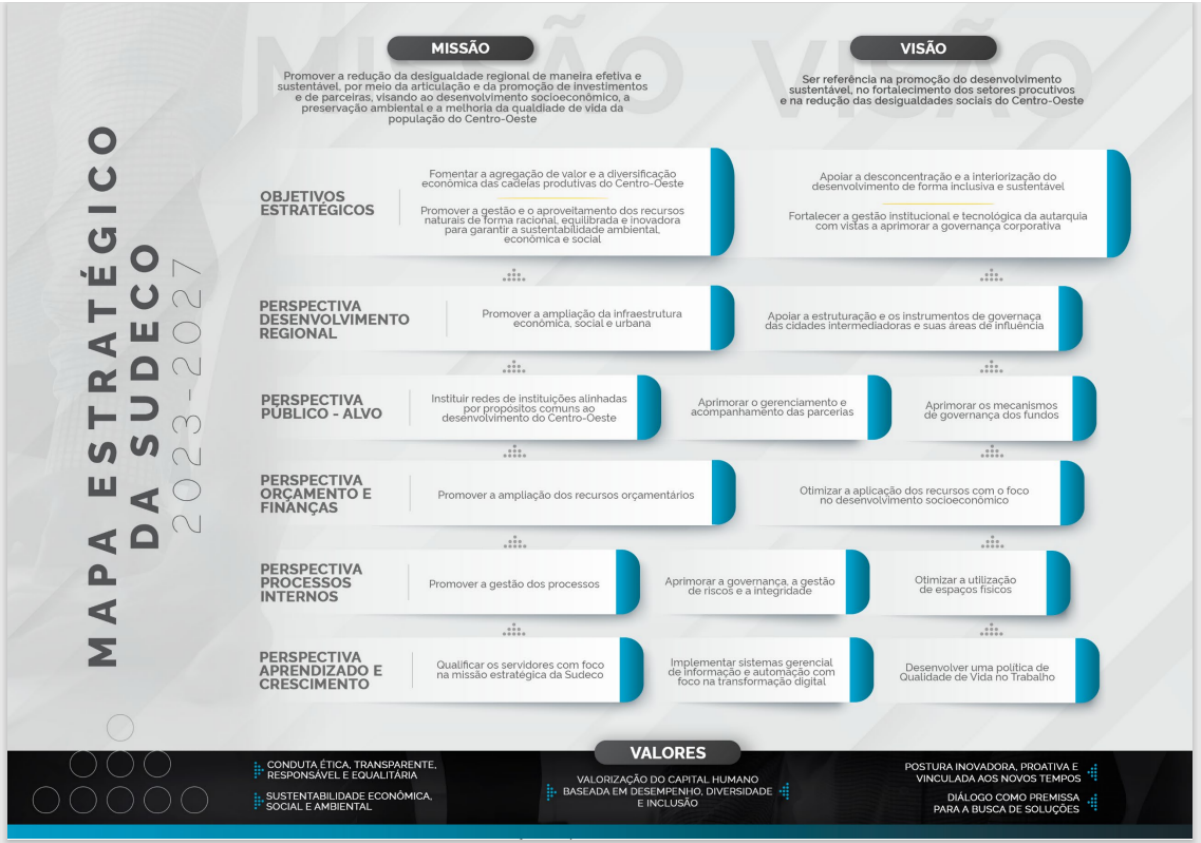 MAPA ESTRATÉGICO
DA SUDECO
2023-2027
MISSÃO
Promover a redução da desigualdade regional de maneira efetiva e
sustentável, por meio da articulação e da promoção de investimentos
e de parceiras, visando ao desenvolvimento socioeconômico, a
preservação ambiental e a melhoria da qualdiade de vida da
população do Centro-Oeste
VISÃO
Ser referência na promoção do desenvolvimento
sustentável, no fortalecimento dos setores procutivos
e na redução das desigualdades sociais do Centro-Oeste
OBJETIVOS
ESTRATÉGICOS
Fomentar a agregação de valor e a diversificação
econômica das cadeias produtivas do Centro-Oeste
Promover a gestão e o aproveitamento dos recursos
naturais de forma racional, equilibrada e inovadora
para garantir a sustentabilidade ambiental,
econômica e social
Apoiar a desconcentração e a interiorização do
desenvolvimento de forma inclusiva e sustentável
Fortalecer a gestão institucional e tecnológica da autarquia
com vistas a aprimorar a governança corporativa
PERSPECTIVA
DESENVOLVIMENTO
REGIONAL
Promover a ampliação da infraestrutura
econômica, social e urbana
Apoiar a estruturação e os instrumentos de governaça
das cidades intermediadoras e suas áreas de influência
PERSPECTIVA
PÚBLICO - ALVO
Instituir redes de instituições alinhadas
por propósitos comuns ao
desenvolvimento do Centro-Oeste
Aprimorar o gerenciamento e
acompanhamento das parcerias
Aprimorar os mecanismos
de governança dos fundos
PERSPECTIVA
ORÇAMENTO E
FINANÇAS
Promover a ampliação dos recursos orçamentários
Otimizar a aplicação dos recursos com o foco
no desenvolvimento socioeconômico
PERSPECTIVA
PROCESSOS
INTERNOS
Promover a gestão dos processos
Aprimorar a governança, a gestão
de riscos e a integridade
Otimizar a utilização
de espaços físicos
PERSPECTIVA
APRENDIZADO E
CRESCIMENTO
Qualificar os servidores com foco
na missão estratégica da Sudeco
Implementar sistemas gerencial
de informação e automação com
foco na transformação digital
Desenvolver uma política de
Qualidade de Vida no Trabalho
VALORES
CONDUTA ÉTICA, TRANSPARENTE,
RESPONSÁVEL E EQUALITÁRIA
SUSTENTABILIDADE ECONÔMICA,
SOCIAL E AMBIENTAL
VALORIZAÇÃO DO CAPITAL HUMANO
BASEADA EM DESEMPENHO, DIVERSIDADE
E INCLUSÃO
POSTURA INOVADORA, PROATIVA E
VINCULADA AOS NOVOS TEMPOS
DIÁLOGO COMO PREMISSA
PARA A BUSCA DE SOLUÇÕES